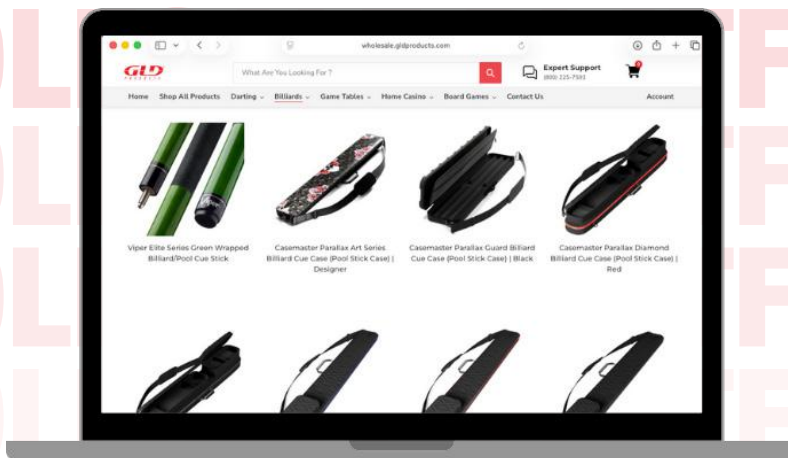 wholesale.gldproducts.com
GLD
PRODUCTS
What Are You Looking For ?
Expert Support
(800) 225-7593
Home Shop All Products Darting Billiards Game Tables Home Casino Board Games Contact Us Account
Viper Elite Series Green Wrapped
Billiard/Pool Cue Stick
Casemaster Parallax Art Series
Billiard Cue Case (Pool Stick Case) |
Designer
Casemaster Parallax Guard Billiard
Cue Case (Pool Stick Case) | Black
Casemaster Parallax Diamond
Billiard Cue Case (Pool Stick Case) |
Red